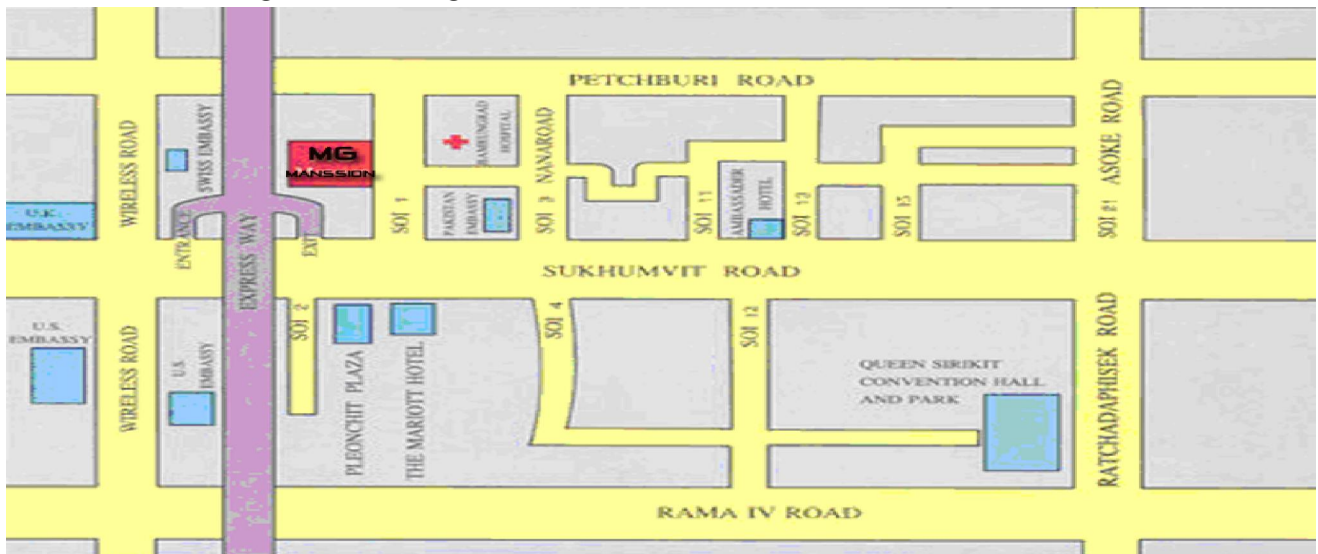 PETCHBURI ROAD
WIRELESS ROAD
SWISS EMBASSY
MG
MANSSION
HOSPITAL
SOI 3 NANAROAD
SOI 21 ASOKE ROAD
U.K.
EMBASSY
ENTRANCE
EXPRESS WAY
EXIT
SOI 1
PAKISTAN
EMBASSY
SOI 11
AMBASSADER
HOTEL
SOI 13
SOI 15
SUKHUMVIT ROAD
U.S.
EMBASSY
WIRELESS ROAD
U.S.
EMBASSY
SOI 2
PLEONCHIT PLAZA
THE MARIOTT HOTEL
SOI 4
SOI 12
QUEEN SIRIKIT
CONVENTION HALL
AND PARK
RATCHADAPHISEK ROAD
RAMA IV ROAD